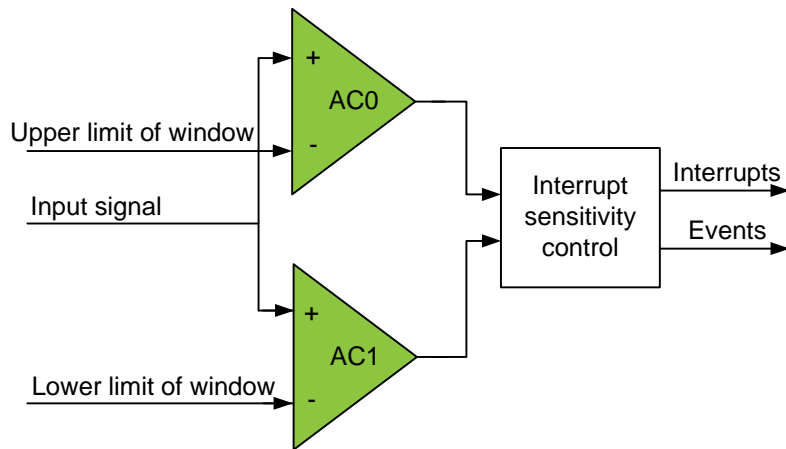 +
AC0
-
Upper limit of window
Input signal
Interrupt
sensitivity
control
Interrupts
Events
+
AC1
-
Lower limit of window